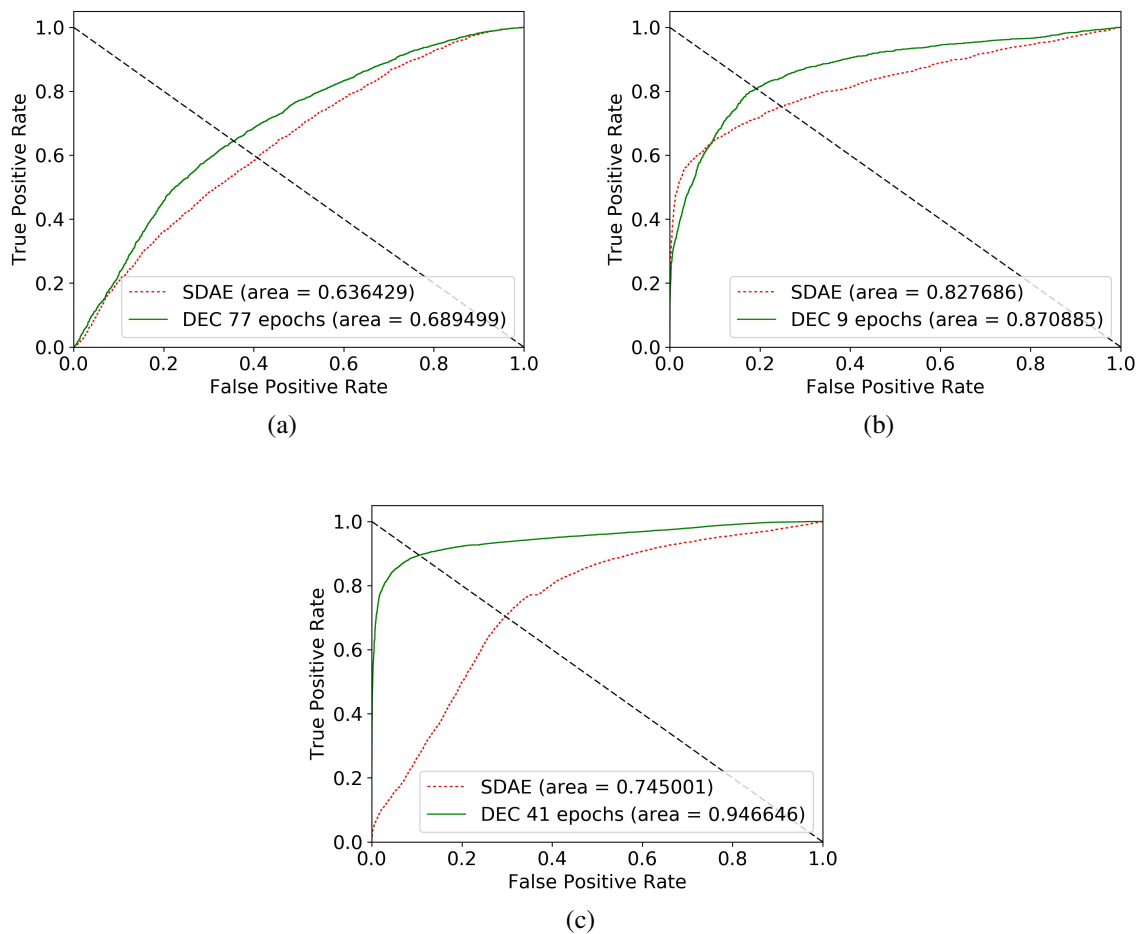 1.0
0.8
0.6
0.4
0.2
0.0
True Positive Rate
SDAE (area = 0.636429)
DEC 77 epochs (area = 0.689499)
0.0 0.2 0.4 0.6 0.8 1.0
False Positive Rate
(a)
1.0
0.8
0.6
0.4
0.2
0.0
True Positive Rate
SDAE (area = 0.827686)
DEC 9 epochs (area = 0.870885)
0.0 0.2 0.4 0.6 0.8 1.0
False Positive Rate
(b)
1.0
0.8
0.6
0.4
0.2
0.0
True Positive Rate
SDAE (area = 0.745001)
DEC 41 epochs (area = 0.946646)
0.0 0.2 0.4 0.6 0.8 1.0
False Positive Rate
(c)